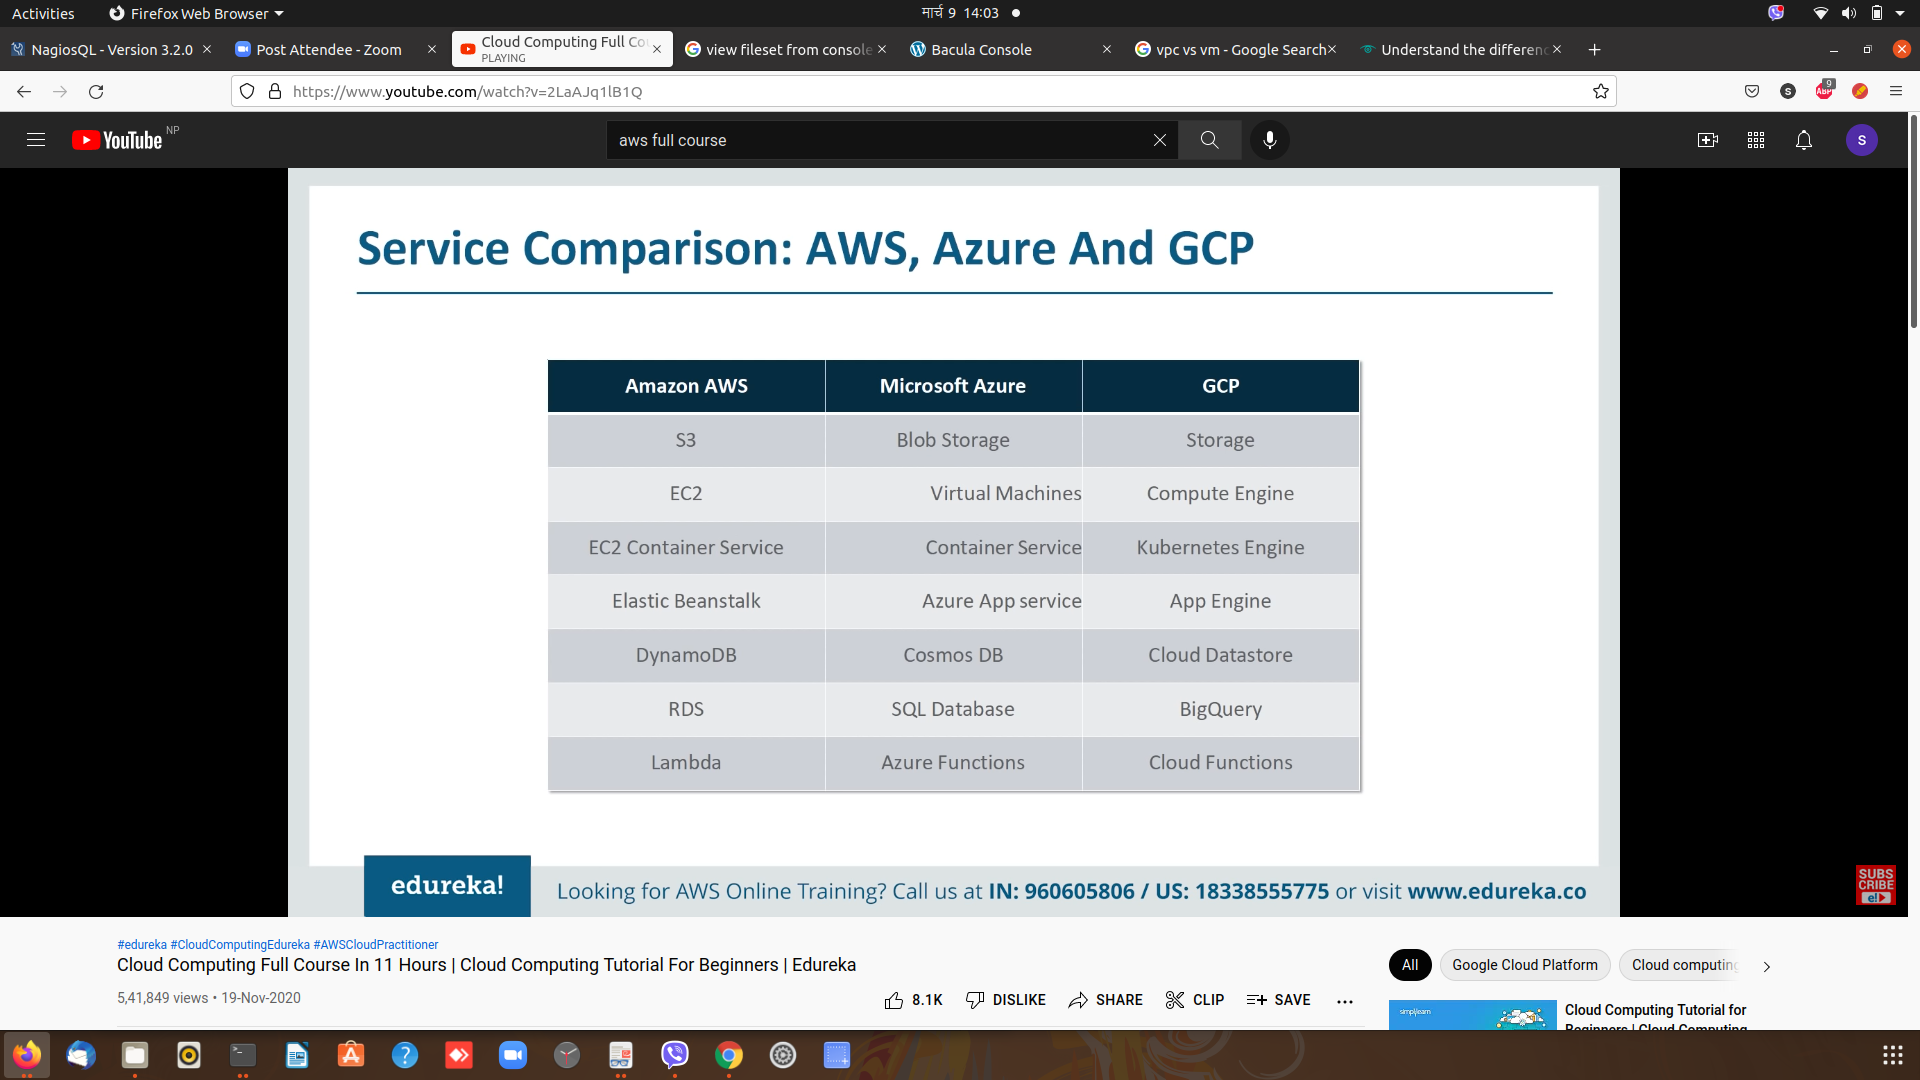 Activities Firefox Web Browser मार्च 9 14:03
NagiosQL - Version 3.2.0 Post Attendee - Zoom Cloud Computing Full Co view fileset from console Bacula Console vpc vs vm - Google Search Understand the differenc
PLAYING
https://www.youtube.com/watch?v=2LaAJq1lB1Q 9 S ABP
YouTube NP aws full course S
Service Comparison: AWS, Azure And GCP
Amazon AWS Microsoft Azure GCP
S3 Blob Storage Storage
EC2 Virtual Machines Compute Engine
EC2 Container Service Container Service Kubernetes Engine
Elastic Beanstalk Azure App service App Engine
DynamoDB Cosmos DB Cloud Datastore
RDS SQL Database BigQuery
Lambda Azure Functions Cloud Functions
edureka! Looking for AWS Online Training? Call us at IN: 960605806 / US: 18338555775 or visit www.edureka.co
SUBS
CRIBE
e!
#edureka #CloudComputingEdureka #AWSCloudPractitioner
Cloud Computing Full Course In 11 Hours | Cloud Computing Tutorial For Beginners | Edureka
5,41,849 views • 19-Nov-2020
8.1K DISLIKE SHARE CLIP SAVE
All Google Cloud Platform Cloud computing
simplilearn Cloud Computing Tutorial for
Beginners | Cloud Computing